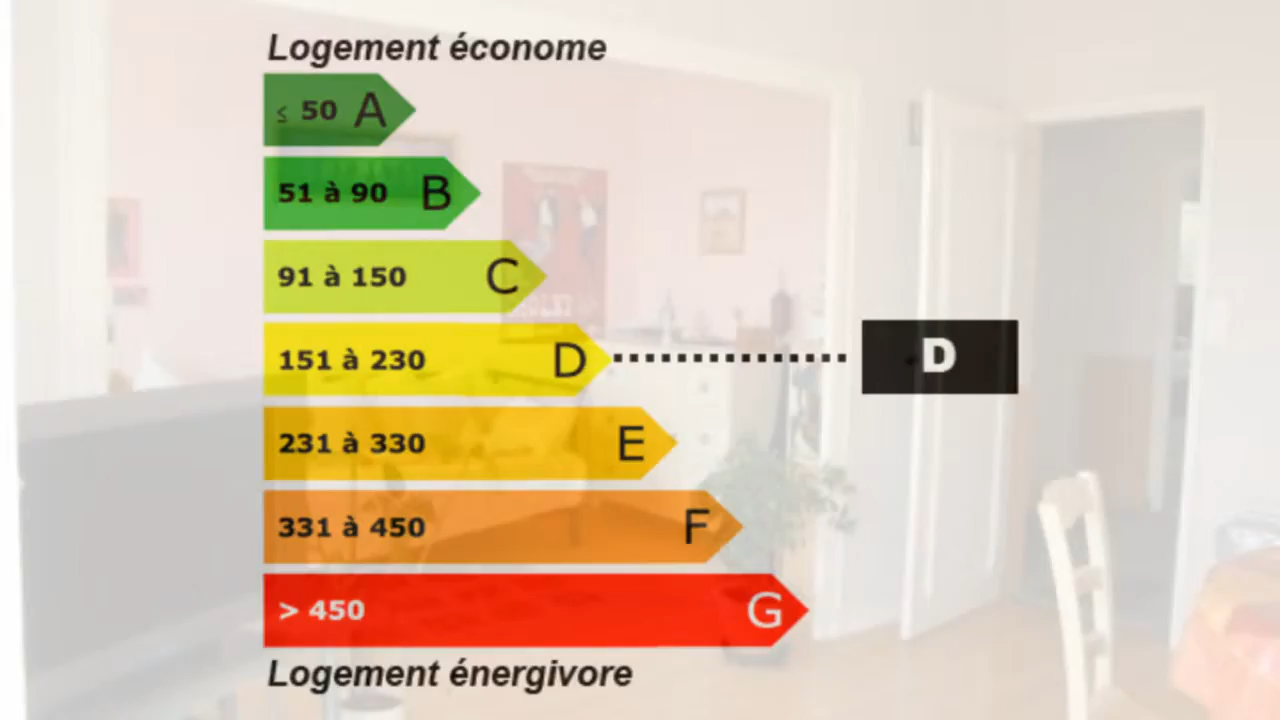 Logement économe
≤ 50 A
51 à 90 B
91 à 150 C
151 à 230 D
D
231 à 330 E
331 à 450 F
> 450 G
Logement énergivore